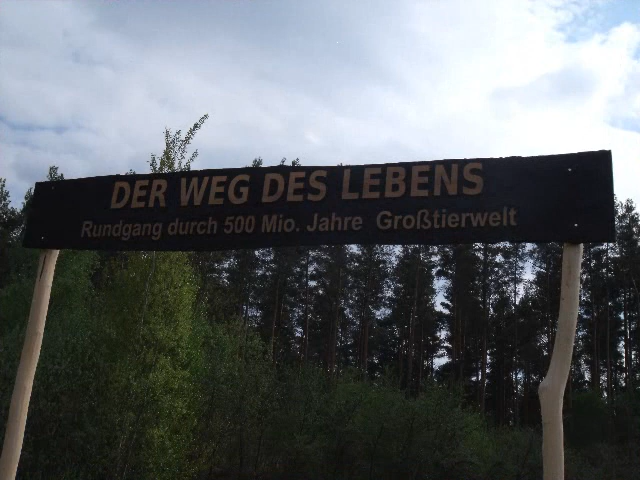 DER WEG DES LEBENS
Rundgang durch 500 Mio. Jahre Großtierwelt